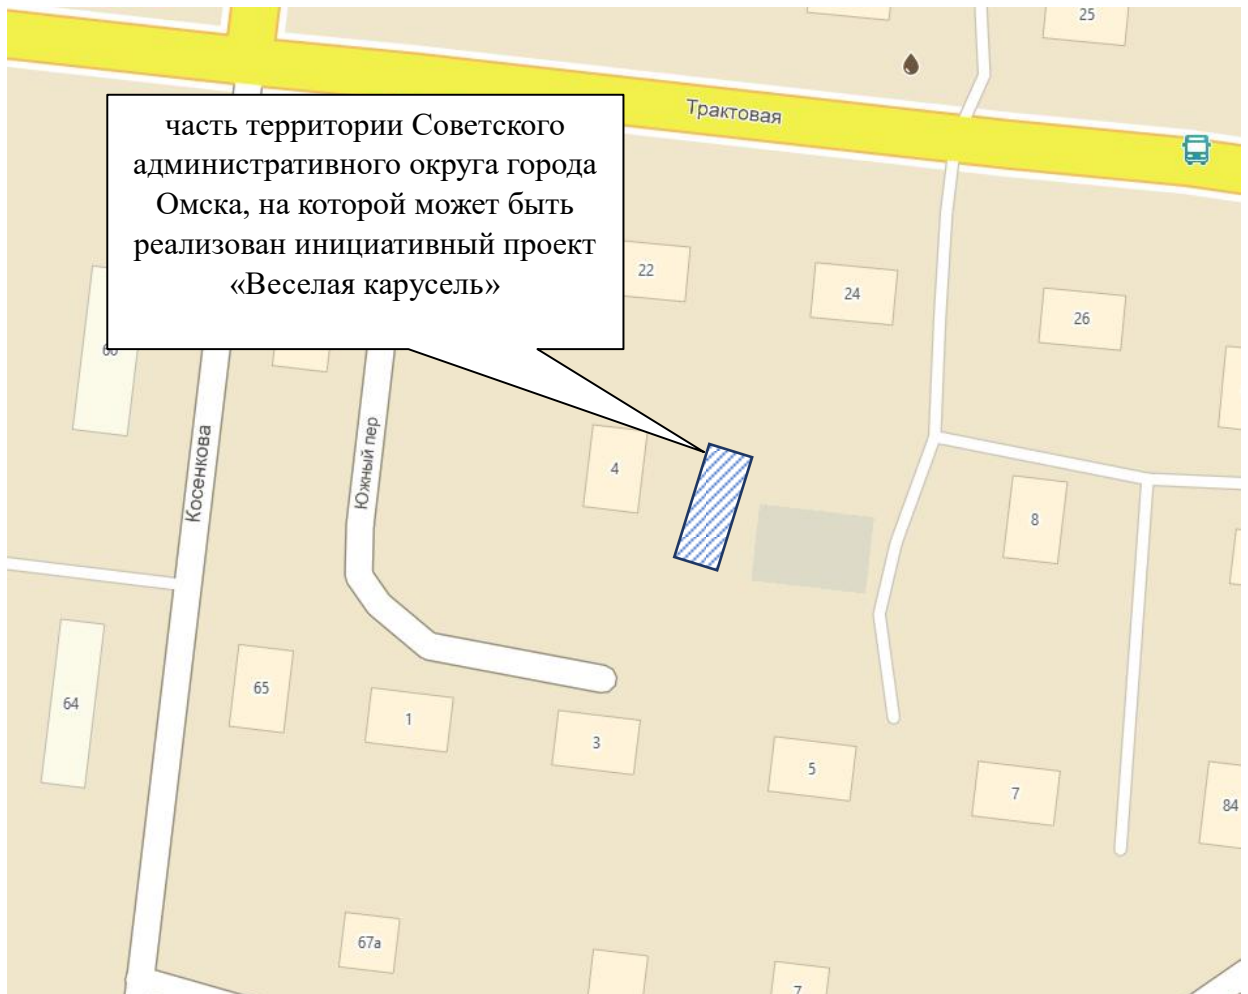 25
Трактовая
часть территории Советского
административного округа города
Омска, на которой может быть
реализован инициативный проект
«Веселая карусель»
22
24
26
Косенкова
Южный пер
4
8
64
65
1
3
5
7
84
67а
7